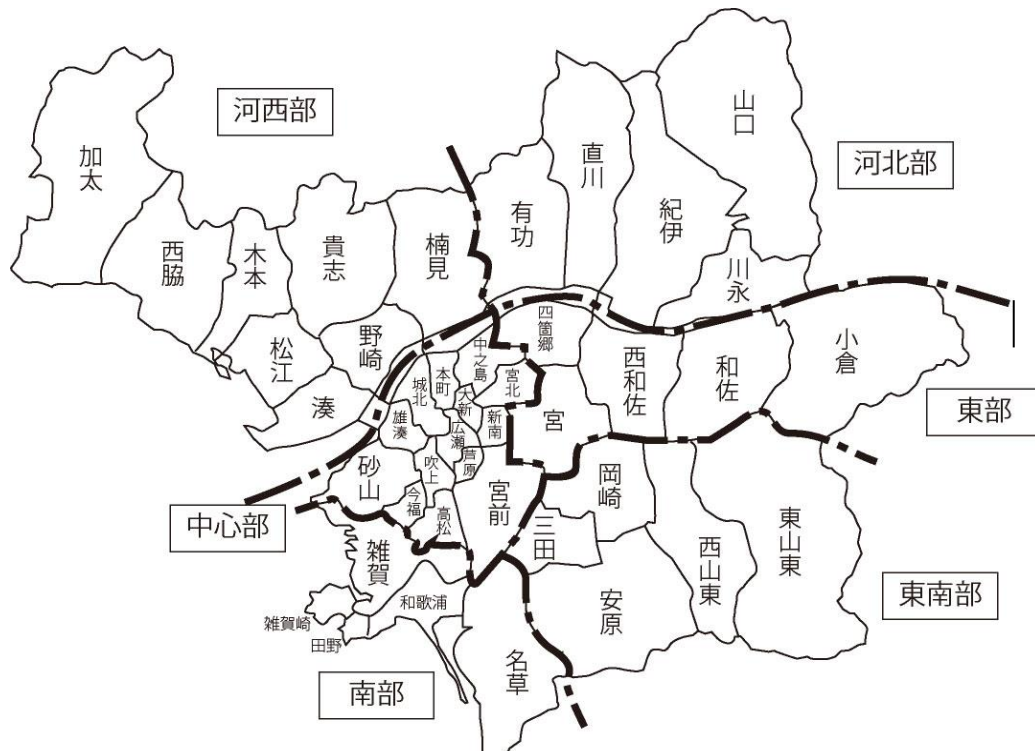 河西部
加太
西脇
木本
貴志
楠見
松江
野崎
湊
河北部
有功
直川
紀伊
山口
川永
東部
四箇郷
宮
西和佐
和佐
小倉
中心部
中之島
宮北
本町
城北
大新
新南
広瀬
雄湊
芦原
吹上
砂山
今福
高松
宮前
東南部
岡崎
三田
安原
西山東
東山東
南部
雑賀
和歌浦
雑賀崎
田野
名草